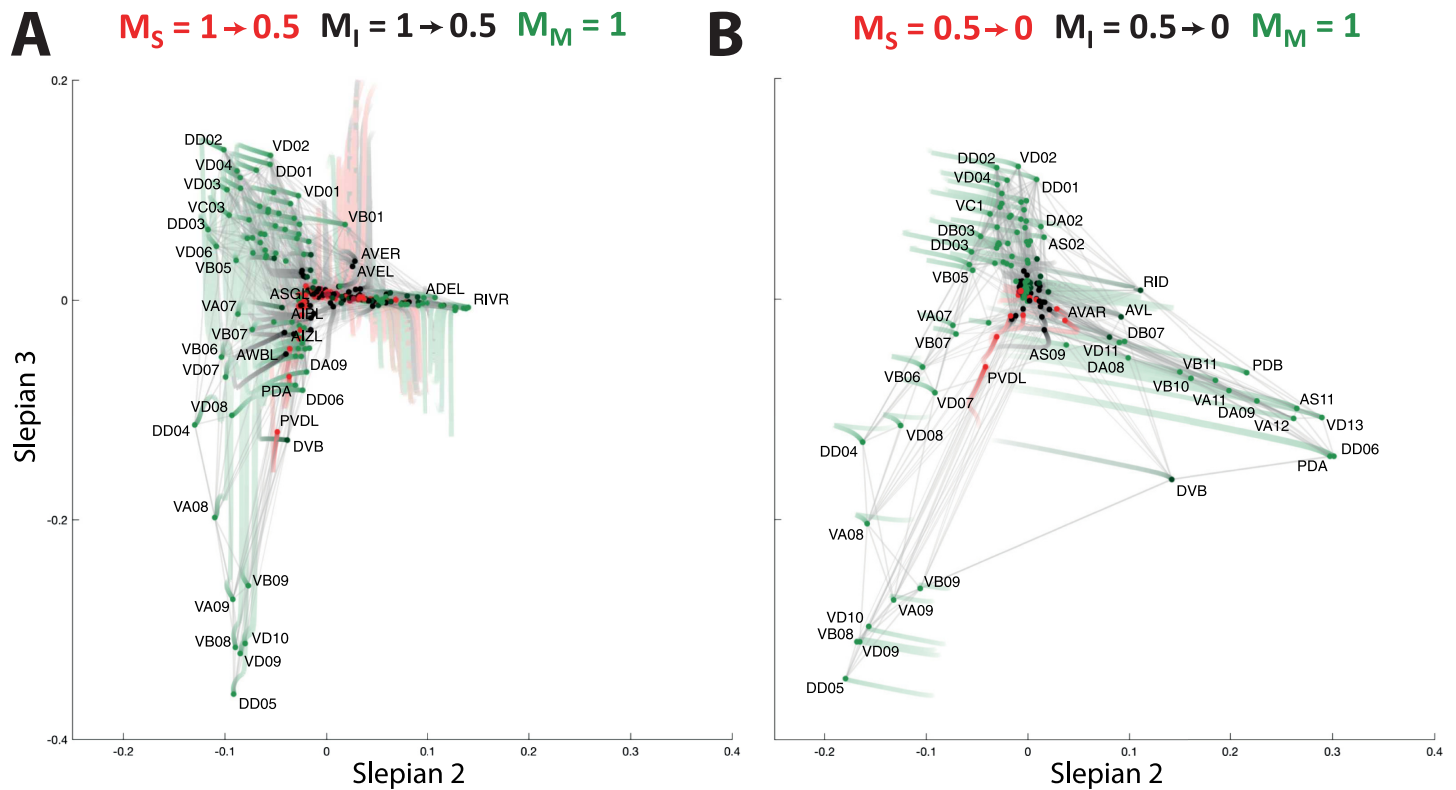 A
M_S = 1→0.5 M_I = 1→0.5 M_M = 1
B
M_S = 0.5→0 M_I = 0.5→0 M_M = 1
0.2
0
-0.2
-0.4
Slepian 3
DD02
VD02
VD04
DD01
VD03
VD01
VC03
VB01
DD03
VD06
AVER
VB05
AVEL
ASGL
ADEL
RIVR
VA07
VB07
AIZL
VB06
AWBL
DA09
VD07
PDA
DD06
VD08
PVDL
DD04
DVB
VA08
VB09
VA09
VB08
VD10
VD09
DD05
-0.2
-0.1
0
0.1
0.2
0.3
0.4
Slepian 2
DD02
VD02
VD04
DD01
VC1
DA02
DB03
AS02
DD03
VB05
RID
VA07
AVAR
AVL
VB07
DB07
AS09
VD11
DA08
VB11
PDB
VB06
PVDL
VB10
VD07
VA11
AS11
DA09
VD13
VA12
VD08
DD04
DD06
PDA
DVB
VA08
VB09
VA09
VD10
VB08
VD09
DD05
-0.2
-0.1
0
0.1
0.2
0.3
0.4
Slepian 2